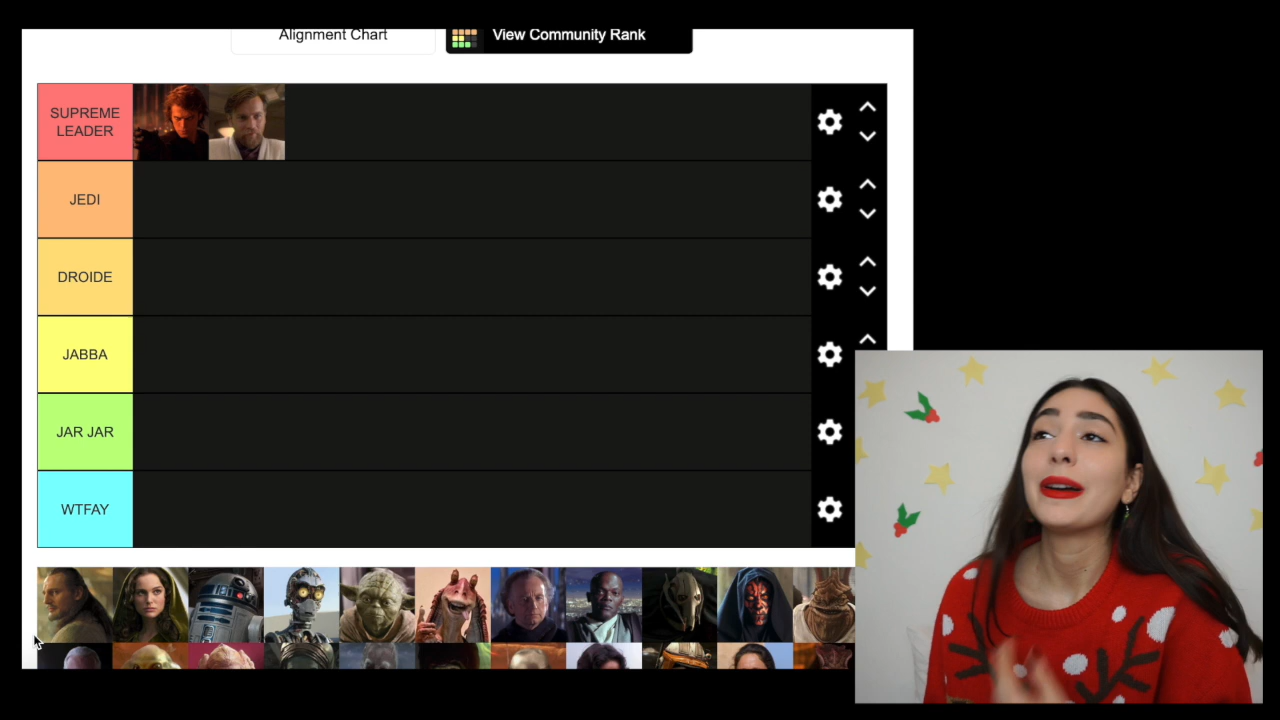 Alignment Chart
View Community Rank
SUPREME
LEADER
JEDI
DROIDE
JABBA
JAR JAR
WTFAY